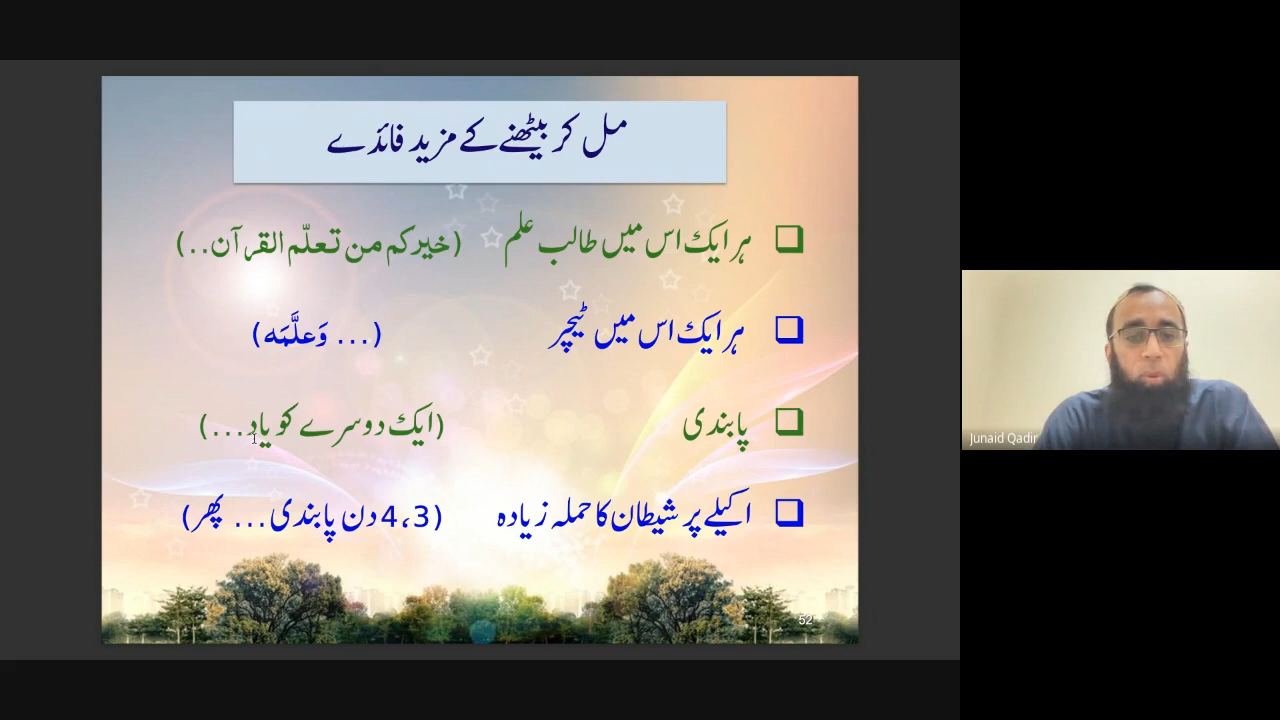 مل کر بیٹھنے کے مزید فائدے
❑ ہر ایک اس میں طالب علم (خیرکم من تعلّم القرآن..)
❑ ہر ایک اس میں ٹیچر (... وَعلَّمَه)
❑ پابندی (ایک دوسرے کو یاد...)
❑ اکیلے پر شیطان کا حملہ زیادہ (3، 4 دن پابندی... پھر)
52
Junaid Qadir